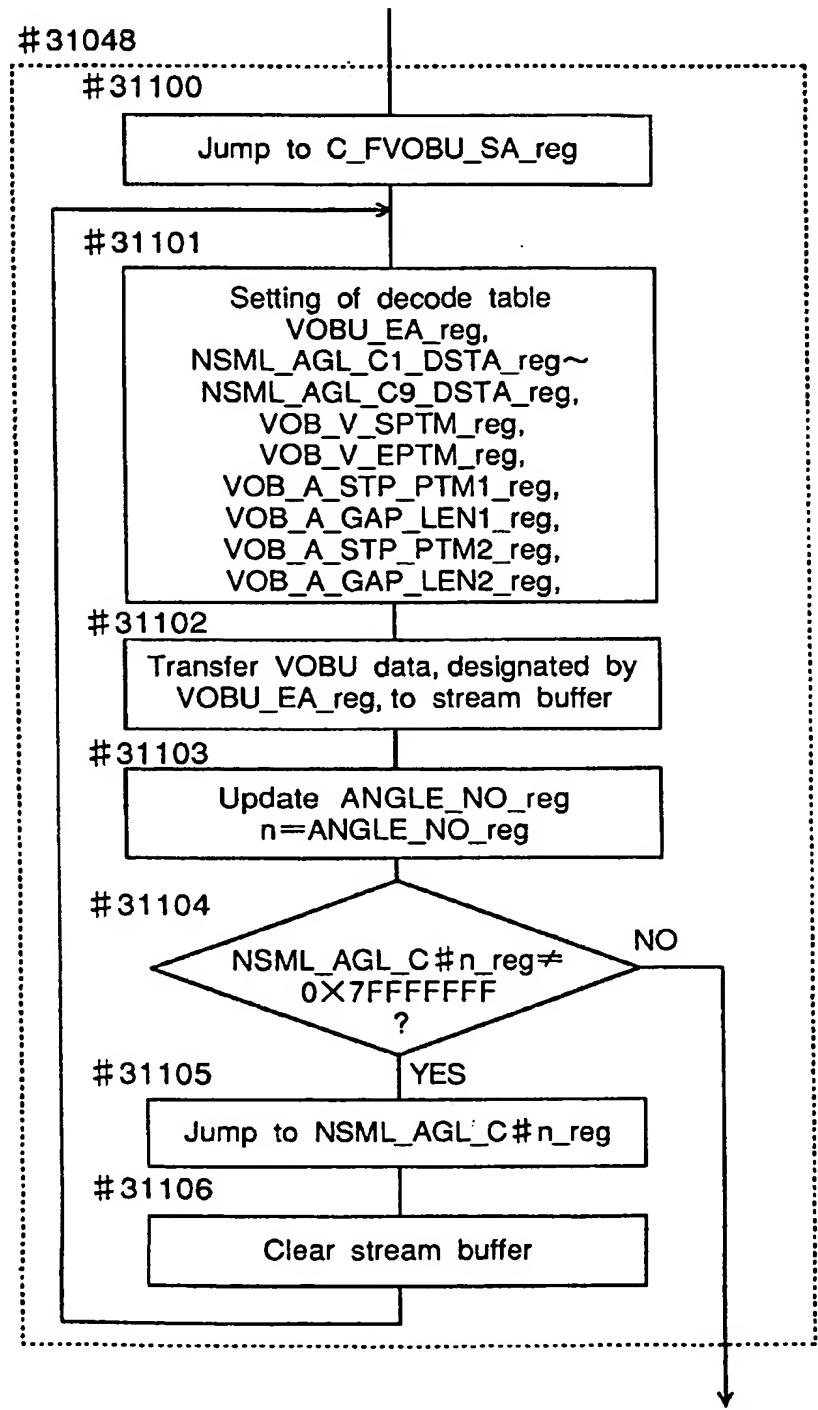 #31048
#31100
Jump to C_FVOBU_SA_reg
#31101
Setting of decode table
VOBU_EA_reg,
NSML_AGL_C1_DSTA_reg~
NSML_AGL_C9_DSTA_reg,
VOB_V_SPTM_reg,
VOB_V_EPTM_reg,
VOB_A_STP_PTM1_reg,
VOB_A_GAP_LEN1_reg,
VOB_A_STP_PTM2_reg,
VOB_A_GAP_LEN2_reg,
#31102
Transfer VOBU data, designated by
VOBU_EA_reg, to stream buffer
#31103
Update ANGLE_NO_reg
n=ANGLE_NO_reg
#31104
NSML_AGL_C#n_reg≠
0X7FFFFFFF
?
NO
YES
#31105
Jump to NSML_AGL_C#n_reg
#31106
Clear stream buffer